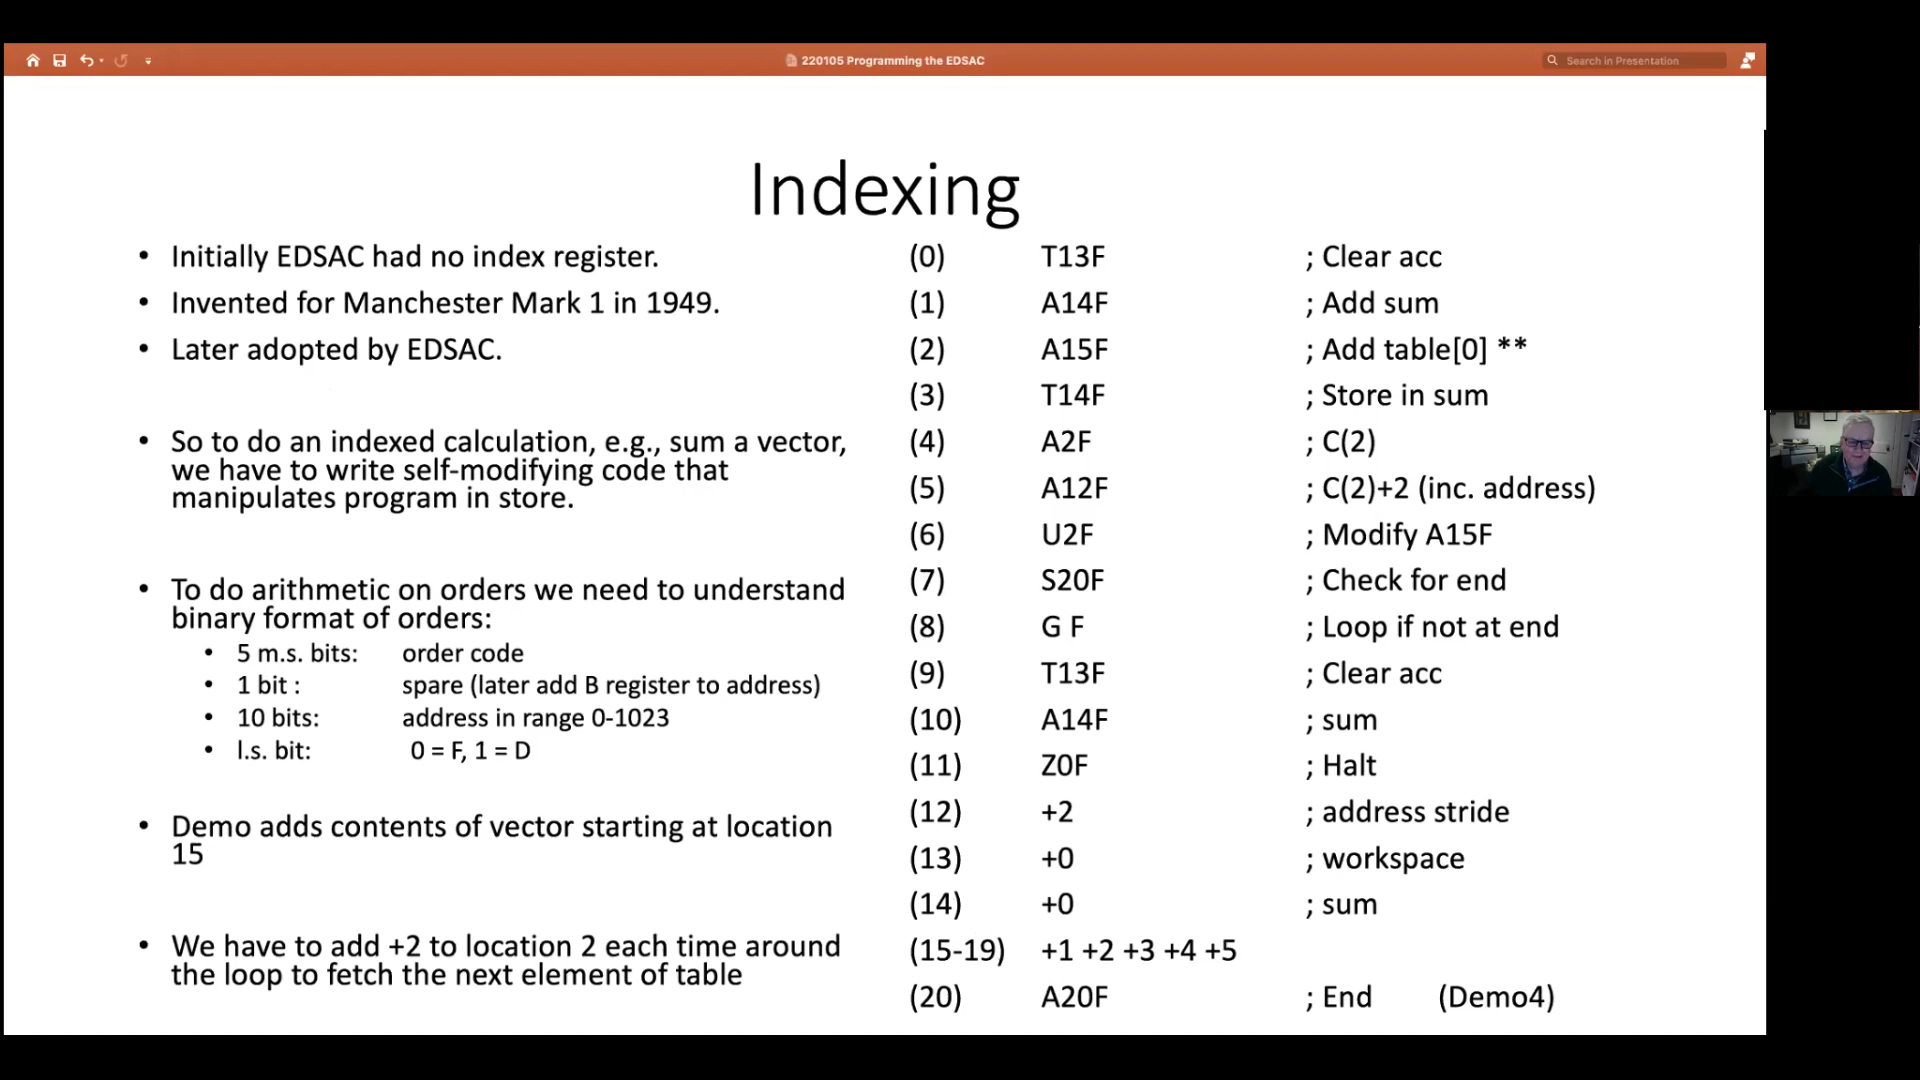 220105 Programming the EDSAC
Search in Presentation
Indexing
• Initially EDSAC had no index register.
• Invented for Manchester Mark 1 in 1949.
• Later adopted by EDSAC.
• So to do an indexed calculation, e.g., sum a vector,
we have to write self-modifying code that
manipulates program in store.
• To do arithmetic on orders we need to understand
binary format of orders:
• 5 m.s. bits: order code
• 1 bit : spare (later add B register to address)
• 10 bits: address in range 0-1023
• l.s. bit: 0 = F, 1 = D
• Demo adds contents of vector starting at location
15
• We have to add +2 to location 2 each time around
the loop to fetch the next element of table
(0) T13F ; Clear acc
(1) A14F ; Add sum
(2) A15F ; Add table[0] **
(3) T14F ; Store in sum
(4) A2F ; C(2)
(5) A12F ; C(2)+2 (inc. address)
(6) U2F ; Modify A15F
(7) S20F ; Check for end
(8) G F ; Loop if not at end
(9) T13F ; Clear acc
(10) A14F ; sum
(11) Z0F ; Halt
(12) +2 ; address stride
(13) +0 ; workspace
(14) +0 ; sum
(15-19) +1 +2 +3 +4 +5
(20) A20F ; End (Demo4)